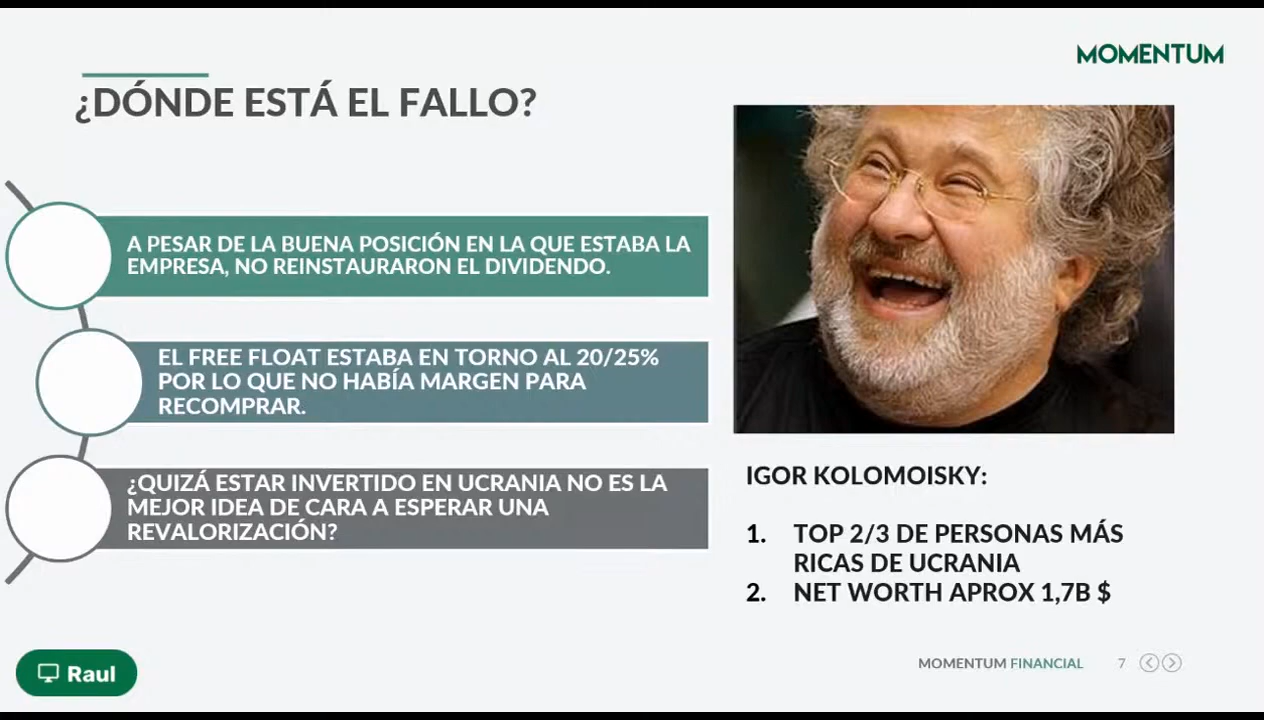 MOMENTUM
¿DÓNDE ESTÁ EL FALLO?
A PESAR DE LA BUENA POSICIÓN EN LA QUE ESTABA LA
EMPRESA, NO REINSTAURARON EL DIVIDENDO.
EL FREE FLOAT ESTABA EN TORNO AL 20/25%
POR LO QUE NO HABÍA MARGEN PARA
RECOMPRAR.
¿QUIZÁ ESTAR INVERTIDO EN UCRANIA NO ES LA
MEJOR IDEA DE CARA A ESPERAR UNA
REVALORIZACIÓN?
IGOR KOLOMOISKY:
1. TOP 2/3 DE PERSONAS MÁS
RICAS DE UCRANIA
2. NET WORTH APROX 1,7B $
Raul
MOMENTUM FINANCIAL 7